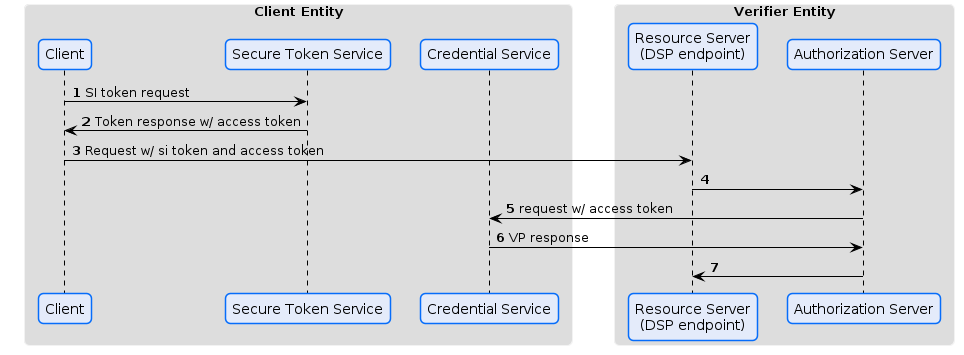 Client Entity
Verifier Entity
Client
Secure Token Service
Credential Service
Resource Server
(DSP endpoint)
Authorization Server
1 SI token request
2 Token response w/ access token
3 Request w/ si token and access token
4
5 request w/ access token
6 VP response
7
Client
Secure Token Service
Credential Service
Resource Server
(DSP endpoint)
Authorization Server